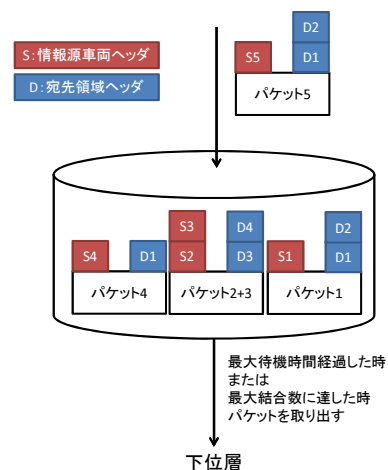 S:情報源車両ヘッダ
D:宛先領域ヘッダ
D2
S5
D1
パケット5
S3
D4
D2
S4
D1
S2
D3
S1
D1
パケット4
パケット2+3
パケット1
最大待機時間経過した時
または
最大結合数に達した時
パケットを取り出す
下位層